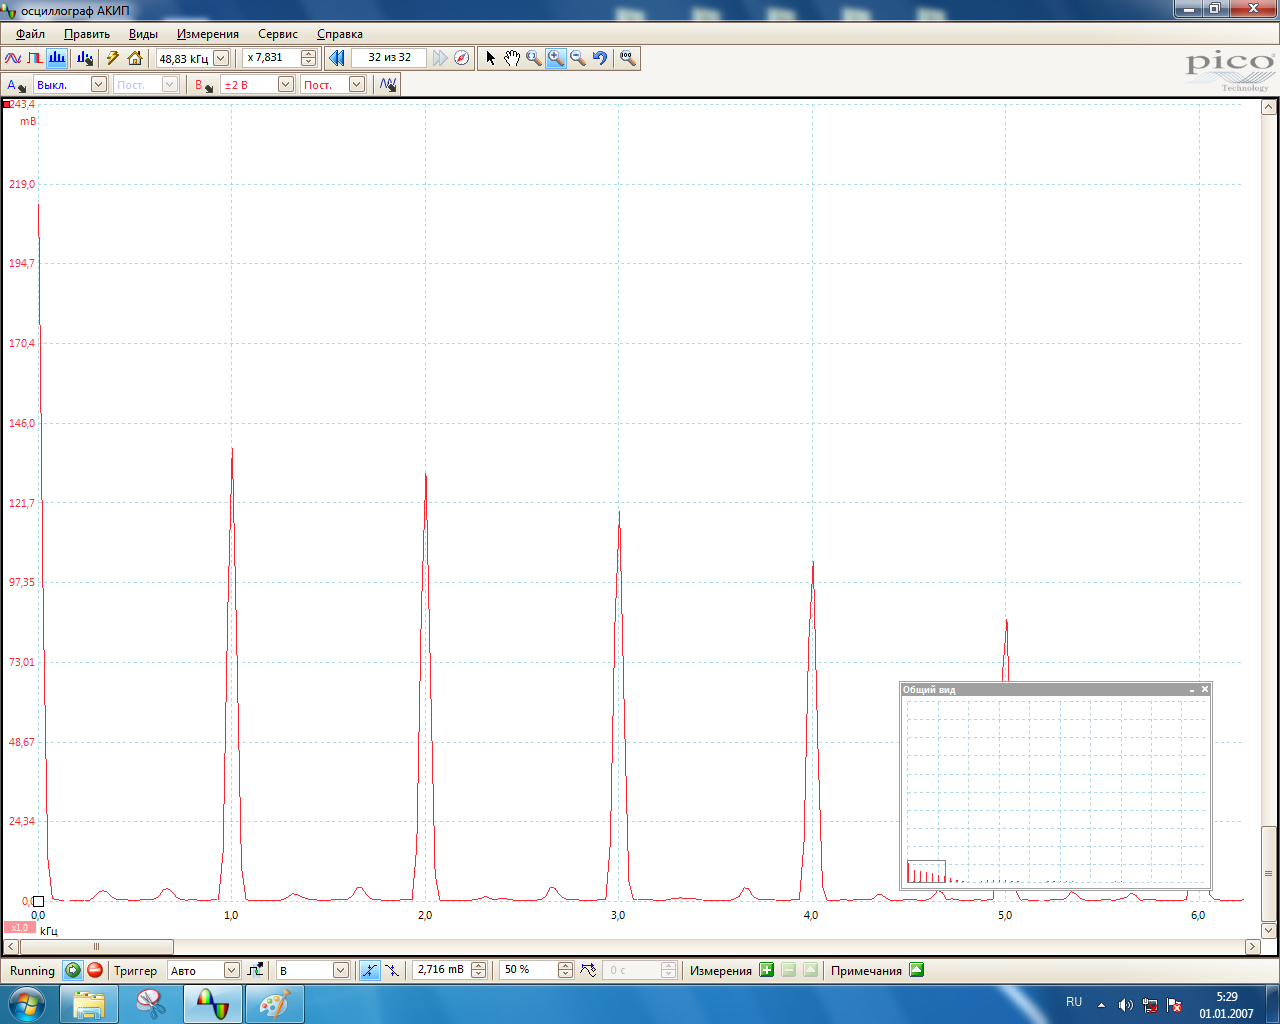 осциллограф АКИП
Файл Править Виды Измерения Сервис Справка
48,83 кГц x 7,831 32 из 32
pico
Technology
A Выкл. Пост. B ±2 В Пост.
243,4
mB
219,0
194,7
170,4
146,0
121,7
97,35
73,01
48,67
24,34
0,0
Общий вид
0,0 1,0 2,0 3,0 4,0 5,0 6,0
x1,0 кГц
Running Триггер Авто B 2,716 mB 50 % 0 с Измерения Примечания
RU 5:29
01.01.2007